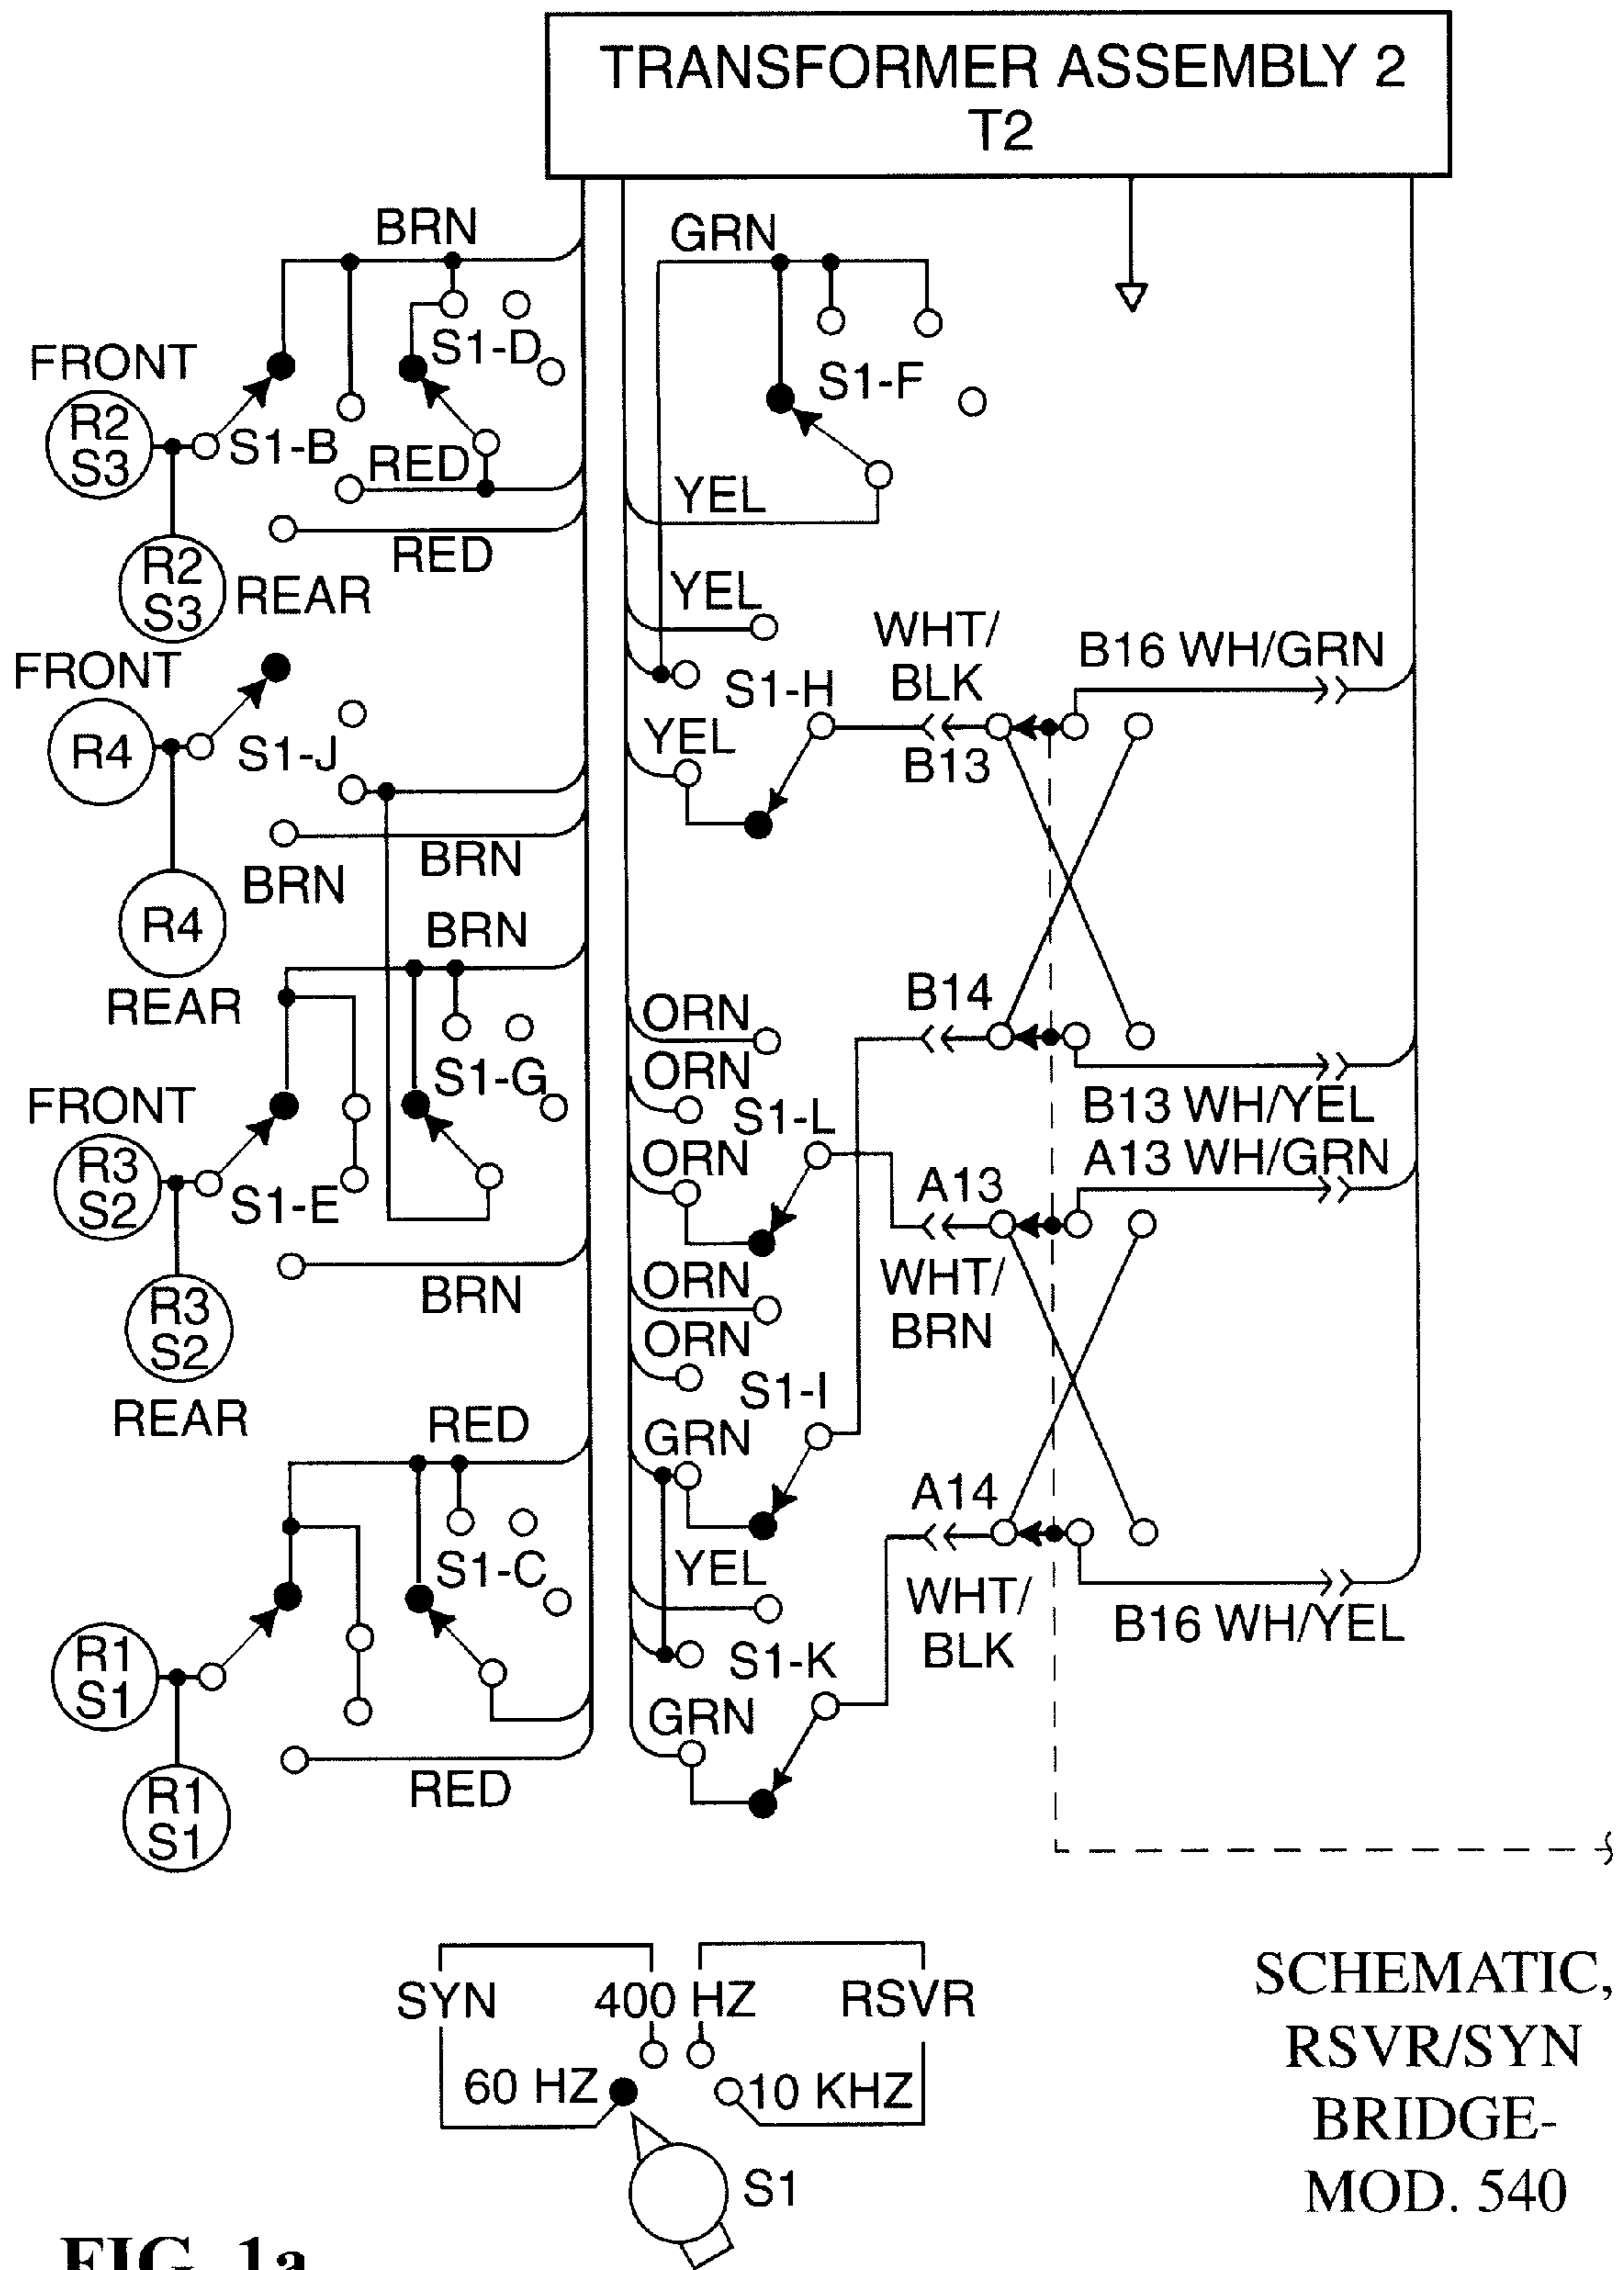 TRANSFORMER ASSEMBLY 2
T2
BRN
GRN
S1-D
S1-F
FRONT
R2
S3
S1-B
RED
YEL
RED
R2
S3
REAR
YEL
WHT/
BLK
B16 WH/GRN
FRONT
S1-H
R4
S1-J
YEL
B13
BRN
BRN
R4
BRN
REAR
B14
ORN
ORN
S1-G
FRONT
S1-L
B13 WH/YEL
A13 WH/GRN
R3
S2
S1-E
ORN
A13
WHT/
BRN
ORN
BRN
R3
S2
ORN
REAR
S1-I
RED
GRN
A14
S1-C
YEL
WHT/
BLK
B16 WH/YEL
R1
S1
S1-K
GRN
RED
R1
S1
SYN
400 HZ
RSVR
60 HZ
10 KHZ
S1
SCHEMATIC,
RSVR/SYN
BRIDGE-
MOD. 540
FIG. 1a